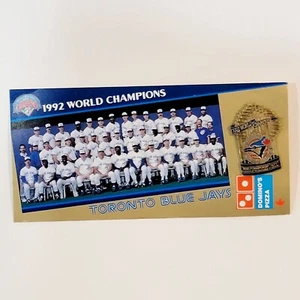 1992 WORLD CHAMPIONS
TORONTO BLUE JAYS
DOMINO'S
PIZZA